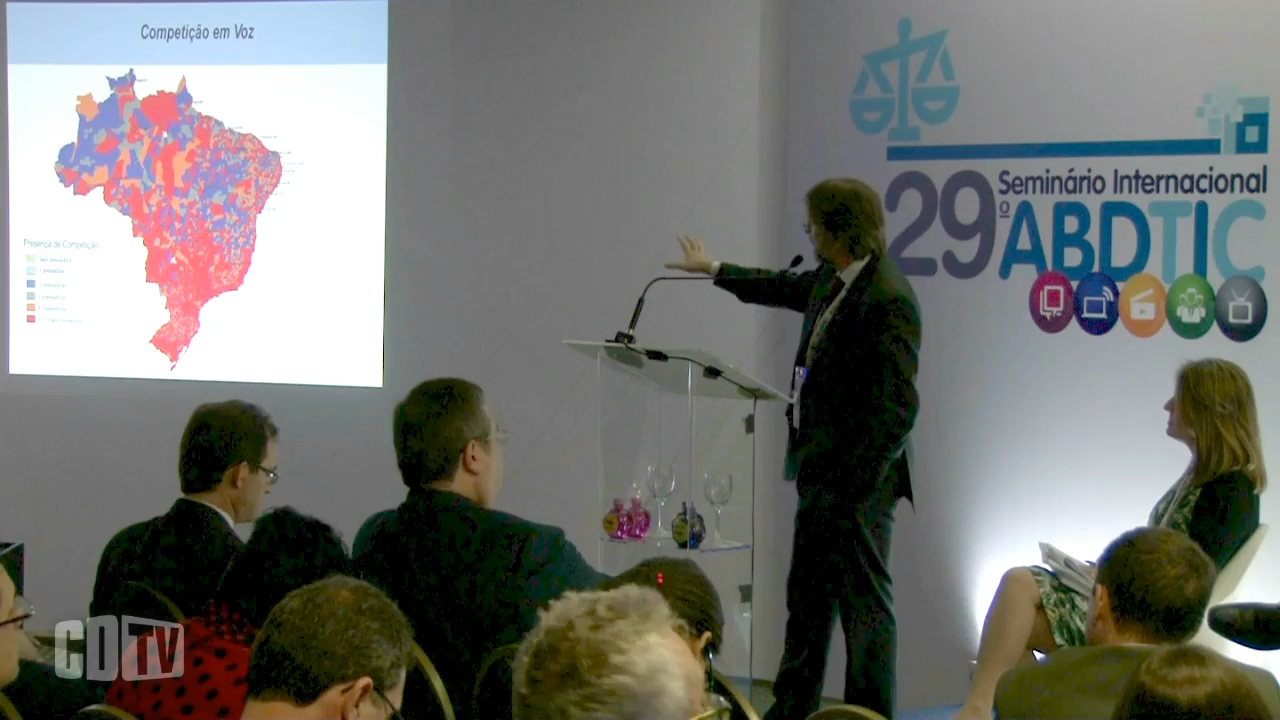 Competição em Voz
Presença de Competição
29º
Seminário Internacional
ABDTIC
CDTV